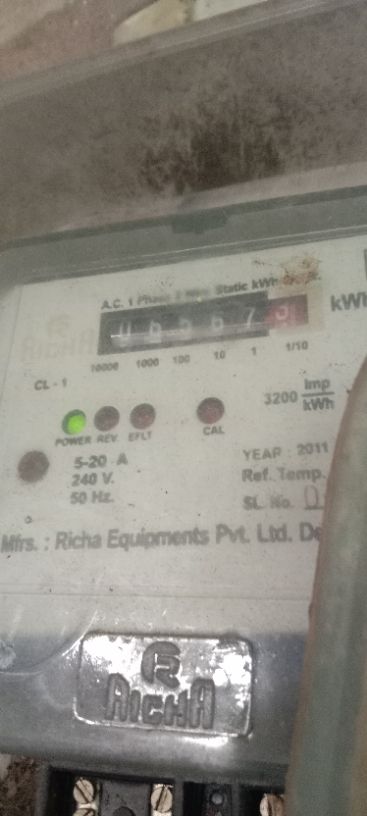 A.C. 1 Phase 2 Wire Static kWh
kWh
10000 1000 100 10 1 1/10
CL - 1
3200 Imp/kWh
POWER REV. EFLT CAL
5-20 A
240 V.
50 Hz.
YEAR : 2011
Ref. Temp.
SL. No.
Mfrs. : Richa Equipments Pvt. Ltd.
RICHA